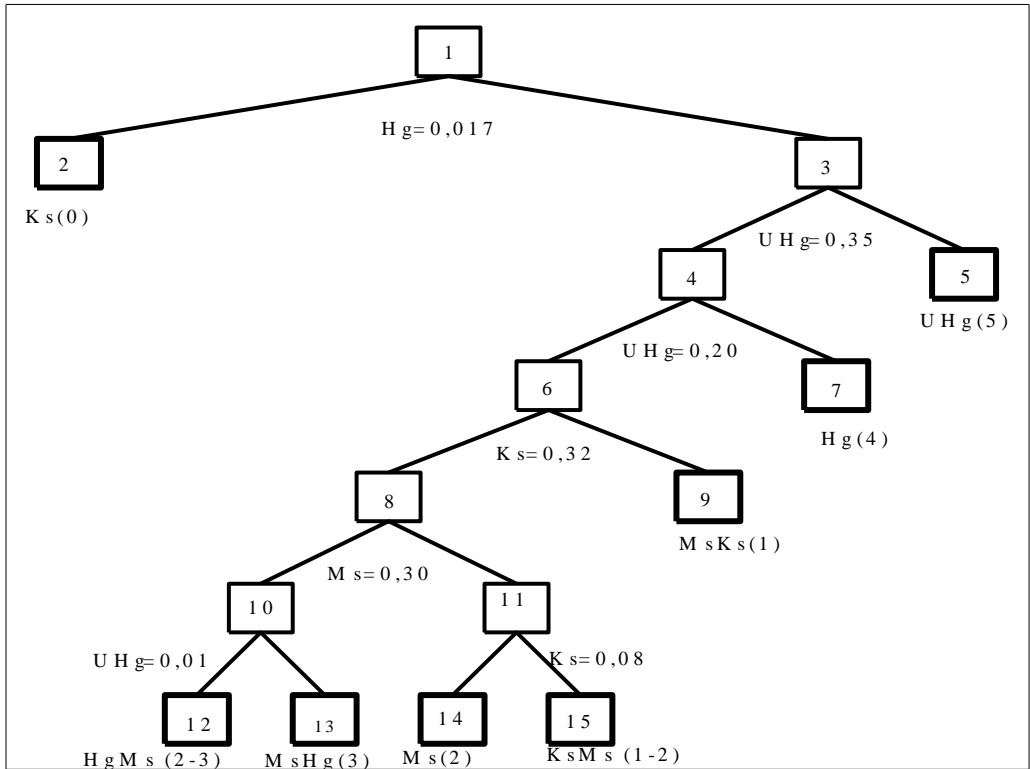 1
Hg=0,017
2
3
Ks(0)
UHg=0,35
4
5
UHg(5)
UHg=0,20
6
7
Hg(4)
Ks=0,32
8
9
MsKs(1)
Ms=0,30
10
11
UHg=0,01
Ks=0,08
12
13
14
15
HgMs (2-3)
MsHg(3)
Ms(2)
KsMs (1-2)